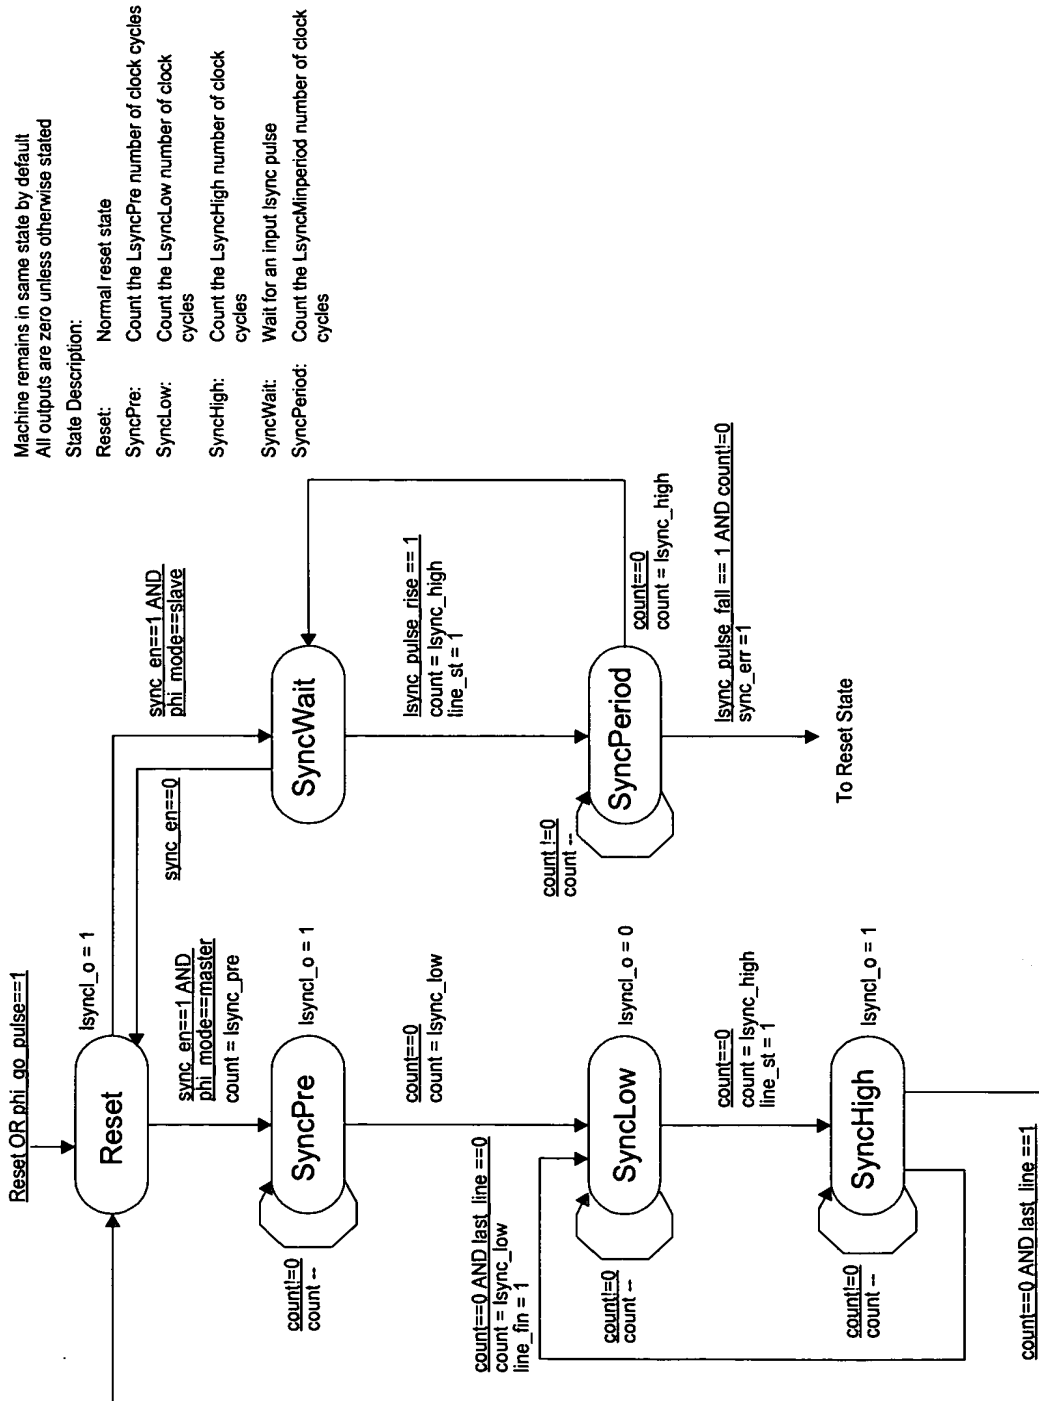 Machine remains in same state by default
All outputs are zero unless otherwise stated
State Description:
Reset: Normal reset state
SyncPre: Count the LsyncPre number of clock cycles
SyncLow: Count the LsyncLow number of clock
cycles
SyncHigh: Count the LsyncHigh number of clock
cycles
SyncWait: Wait for an input lsync pulse
SyncPeriod: Count the LsyncMinperiod number of clock
cycles
Reset OR phi_go_pulse==1
Reset
lsyncl_o = 1
sync_en==1 AND
phi_mode==slave
sync_en==0
sync_en==1 AND
phi_mode==master
count = lsync_pre
SyncWait
SyncPre
lsyncl_o = 1
count!=0
count --
lsync_pulse_rise == 1
count = lsync_high
line_st = 1
count==0
count = lsync_low
count !=0
count --
SyncPeriod
count==0
count = lsync_high
lsync_pulse_fall == 1 AND count!=0
sync_err =1
To Reset State
count==0 AND last_line ==0
count = lsync_low
line_fin = 1
SyncLow
lsyncl_o = 0
count!=0
count --
count==0
count = lsync_high
line_st = 1
SyncHigh
lsyncl_o = 1
count!=0
count --
count==0 AND last_line ==1